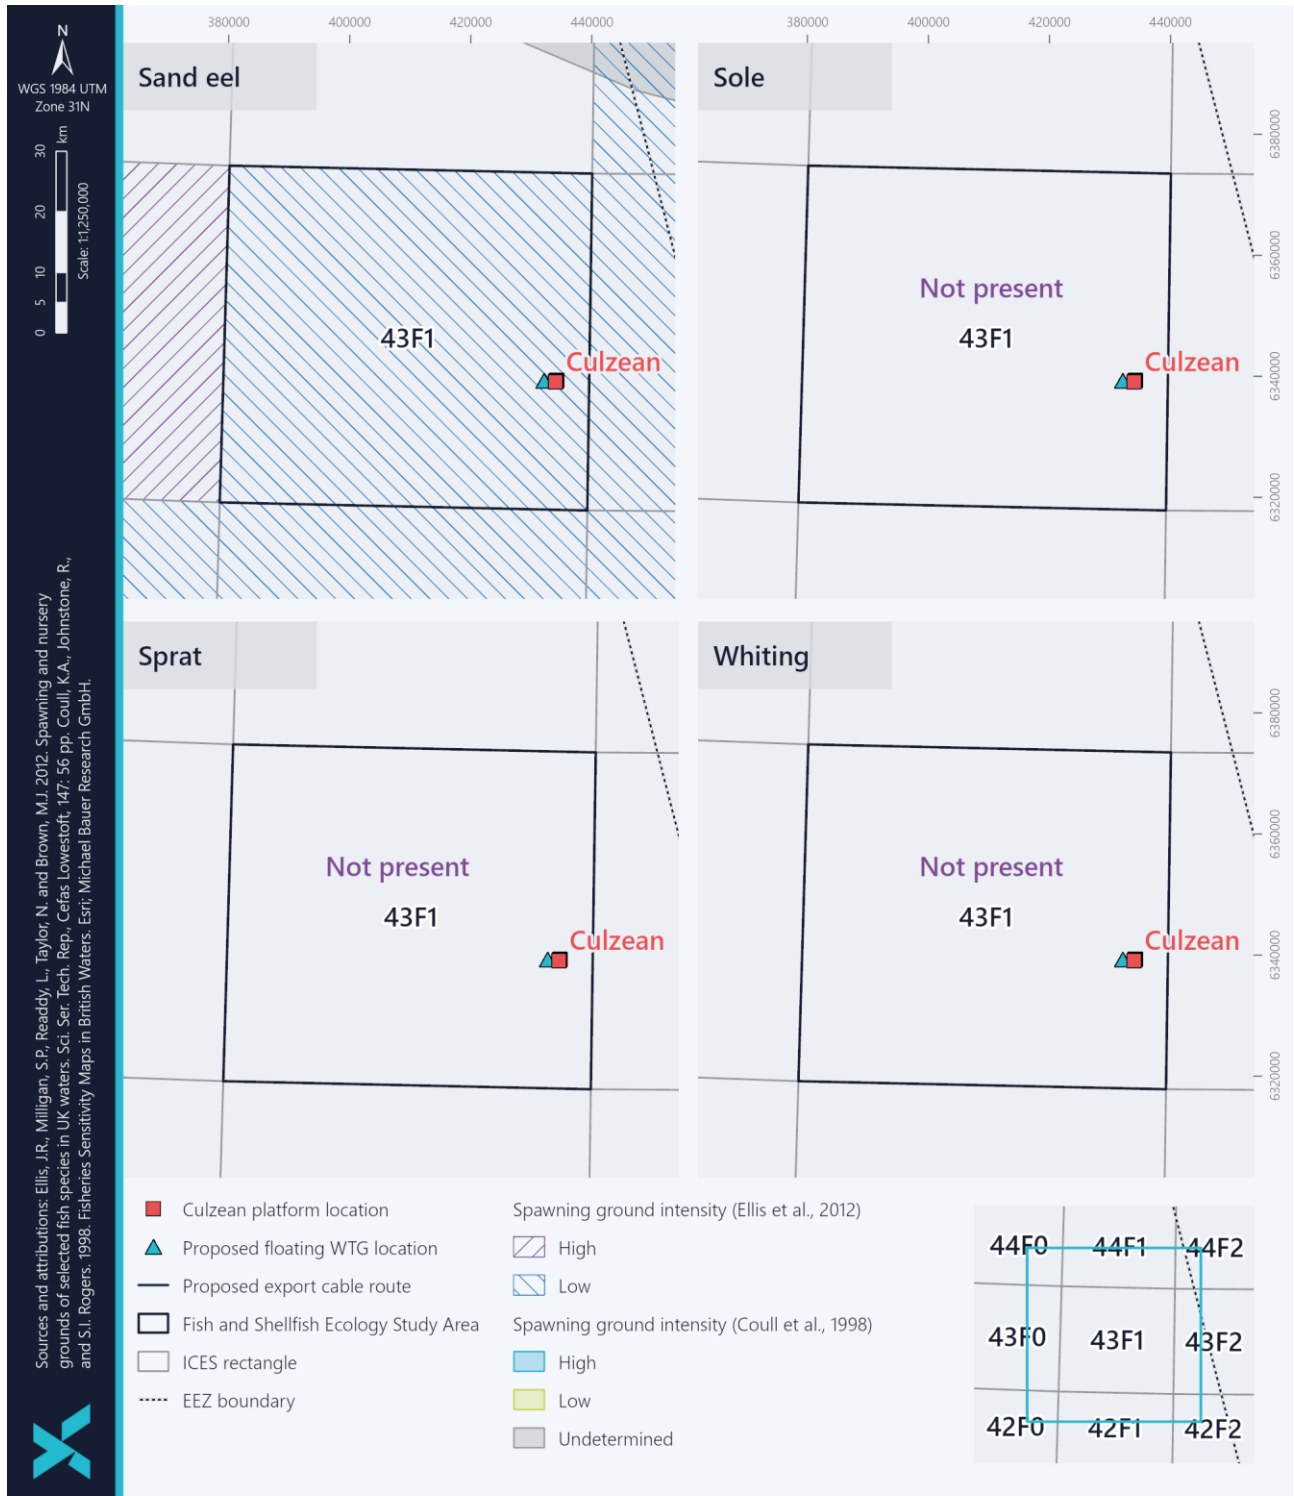 380000
400000
420000
440000
380000
400000
420000
440000
N
WGS 1984 UTM
Zone 31N
0 5 10 20 30
km
Scale: 1:1,250,000
Sand eel
43F1
Culzean
Sole
Not present
43F1
Culzean
6380000
6360000
6340000
6320000
Sprat
Not present
43F1
Culzean
Whiting
Not present
43F1
Culzean
6380000
6360000
6340000
6320000
Sources and attributions: Ellis, J.R., Milligan, S.P., Readdy, L., Taylor, N. and Brown, M.J. 2012. Spawning and nursery
grounds of selected fish species in UK waters. Sci. Ser. Tech. Rep., Cefas Lowestoft, 147: 56 pp. Coull, K.A., Johnstone, R.,
and S.I. Rogers. 1998. Fisheries Sensitivity Maps in British Waters. Esri; Michael Bauer Research GmbH.
Culzean platform location
Proposed floating WTG location
Proposed export cable route
Fish and Shellfish Ecology Study Area
ICES rectangle
EEZ boundary
Spawning ground intensity (Ellis et al., 2012)
High
Low
Spawning ground intensity (Coull et al., 1998)
High
Low
Undetermined
44F0 44F1 44F2
43F0 43F1 43F2
42F0 42F1 42F2